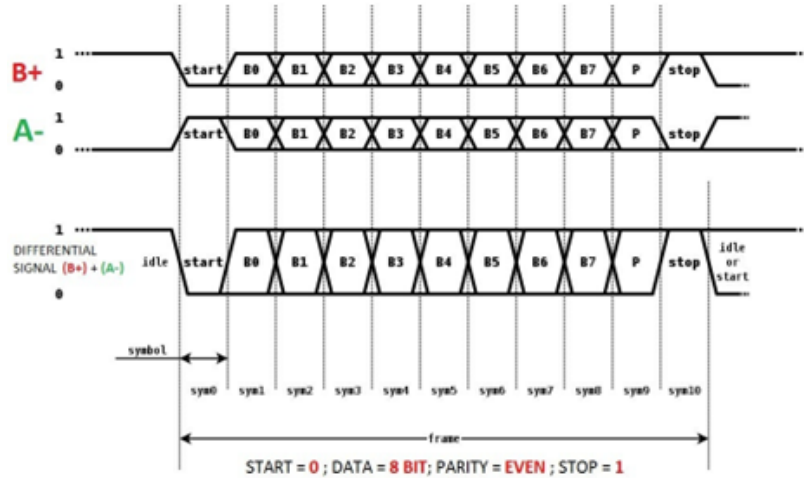 1
B+ start B0 B1 B2 B3 B4 B5 B6 B7 P stop
0
1
A- start B0 B1 B2 B3 B4 B5 B6 B7 P stop
0
1
DIFFERENTIAL
SIGNAL (B+) + (A-)
idle start B0 B1 B2 B3 B4 B5 B6 B7 P stop
idle
or
start
0
symbol
sym0 sym1 sym2 sym3 sym4 sym5 sym6 sym7 sym8 sym9 sym10
frame
START = 0 ; DATA = 8 BIT; PARITY = EVEN ; STOP = 1